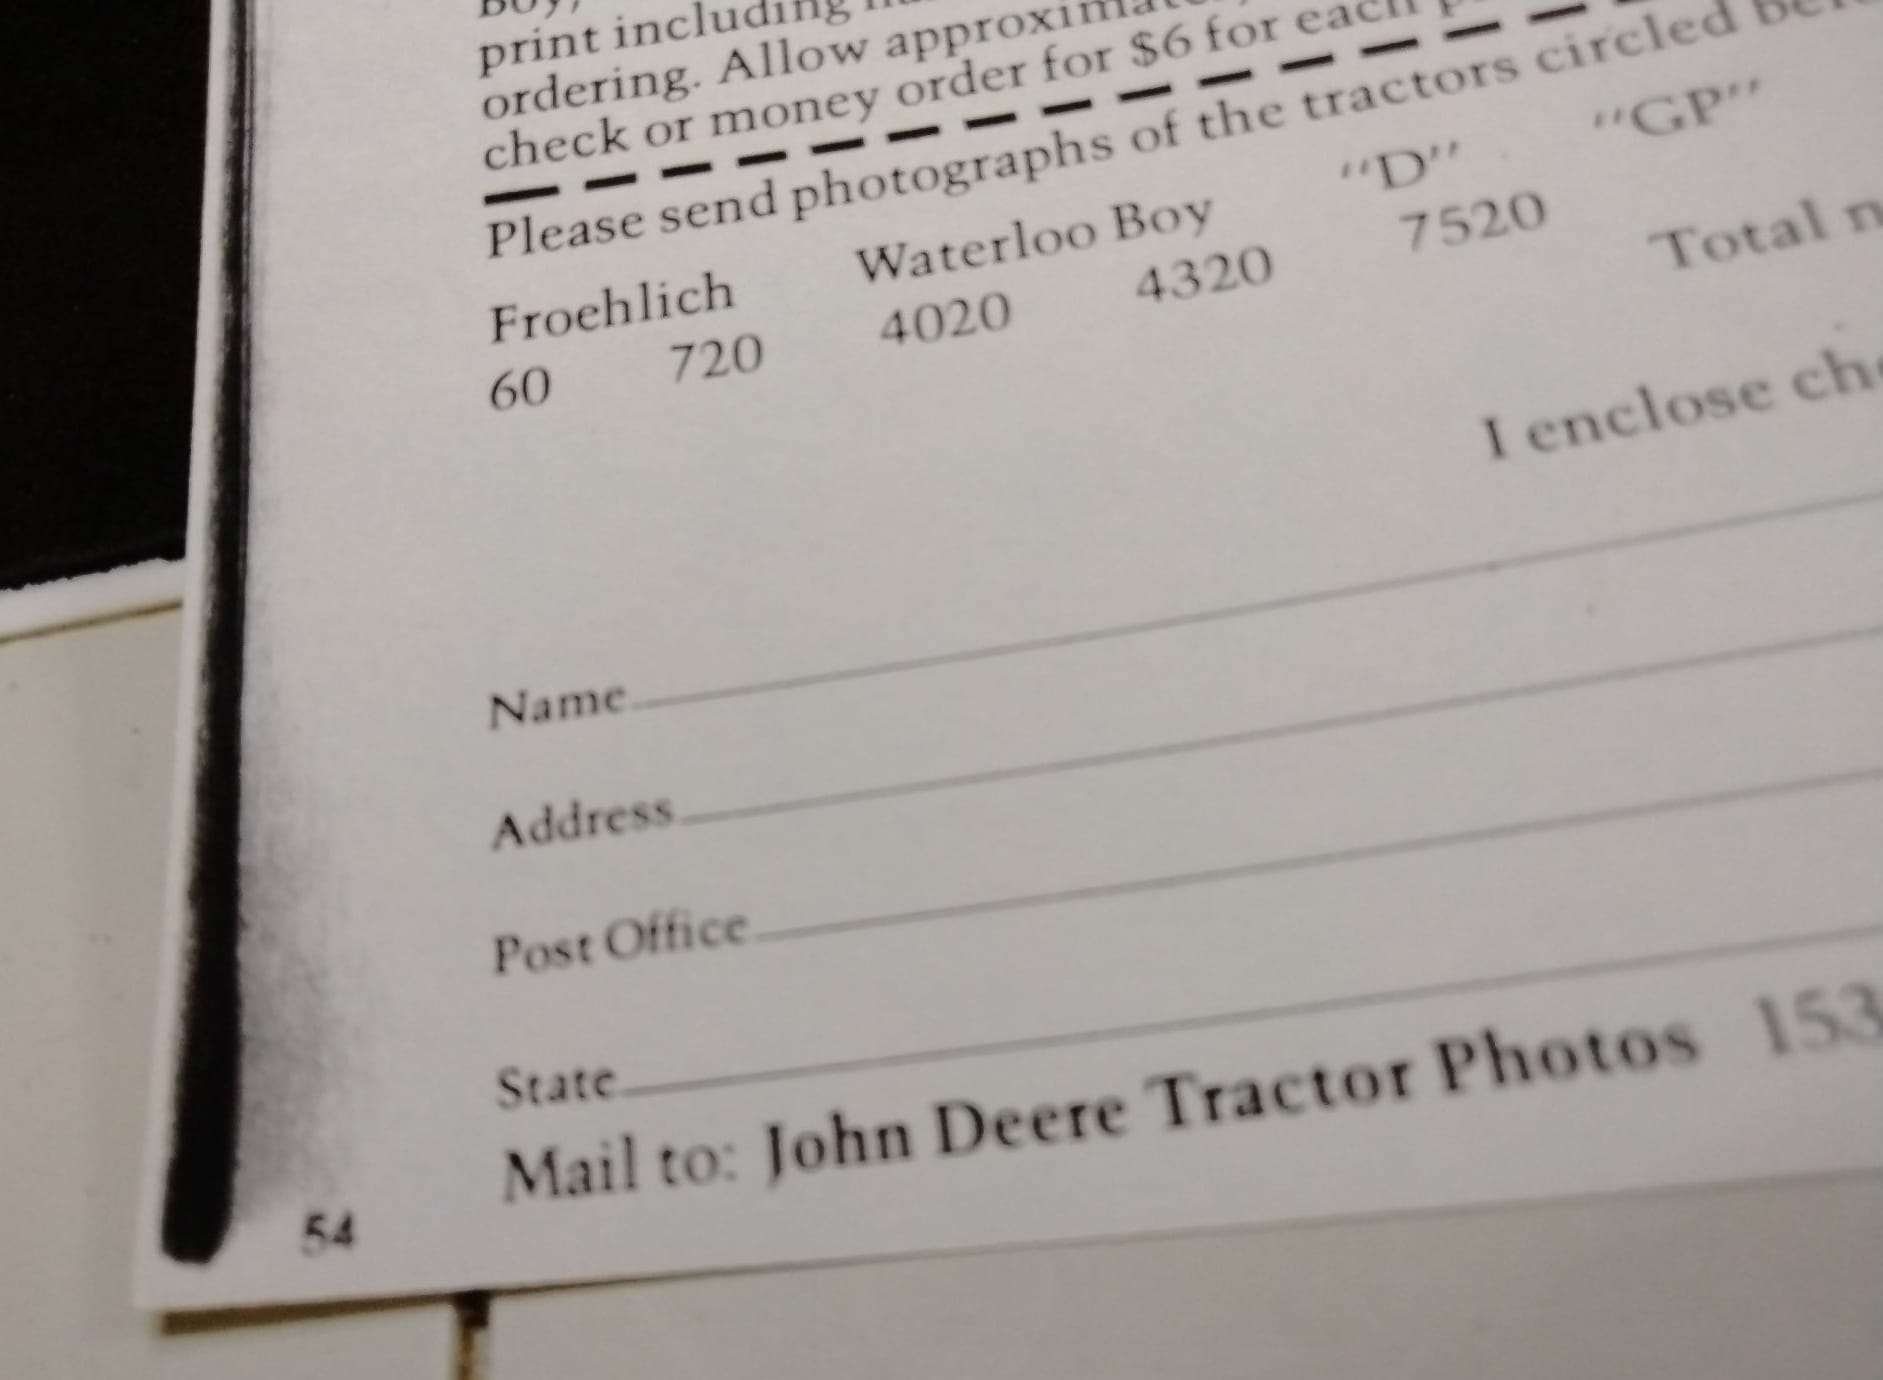 print including
ordering. Allow
check or money order for $6 for each
Please send photographs of the tractors circled
Froehlich Waterloo Boy "D" "GP"
60 720 4020 4320 7520
Total
I enclose
Name
Address
Post Office
State
Mail to: John Deere Tractor Photos 153
54